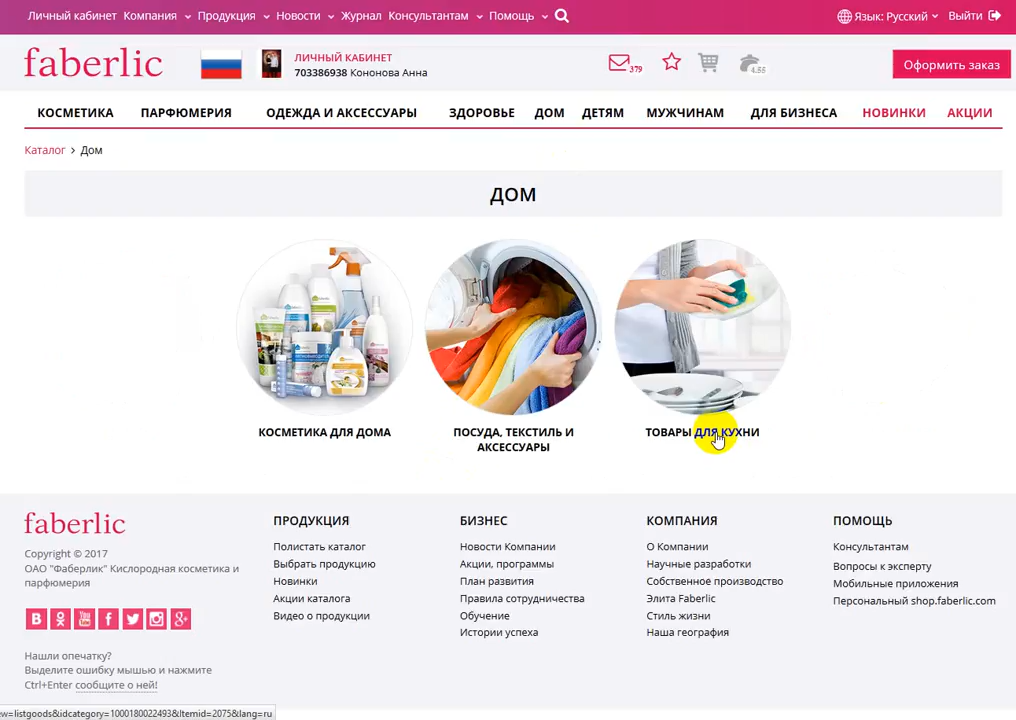 Личный кабинет Компания Продукция Новости Журнал Консультантам Помощь Язык: Русский Выйти
faberlic
ЛИЧНЫЙ КАБИНЕТ
703386938 Кононова Анна
379
4.55
Оформить заказ
КОСМЕТИКА ПАРФЮМЕРИЯ ОДЕЖДА И АКСЕССУАРЫ ЗДОРОВЬЕ ДОМ ДЕТЯМ МУЖЧИНАМ ДЛЯ БИЗНЕСА НОВИНКИ АКЦИИ
Каталог > Дом
ДОМ
КОСМЕТИКА ДЛЯ ДОМА
ПОСУДА, ТЕКСТИЛЬ И
АКСЕССУАРЫ
ТОВАРЫ ДЛЯ КУХНИ
faberlic
Copyright © 2017
ОАО "Фаберлик" Кислородная косметика и
парфюмерия
Нашли опечатку?
Выделите ошибку мышью и нажмите
Ctrl+Enter сообщите о ней!
ПРОДУКЦИЯ
Полистать каталог
Выбрать продукцию
Новинки
Акции каталога
Видео о продукции
БИЗНЕС
Новости Компании
Акции, программы
План развития
Правила сотрудничества
Обучение
Истории успеха
КОМПАНИЯ
О Компании
Научные разработки
Собственное производство
Элита Faberlic
Стиль жизни
Наша география
ПОМОЩЬ
Консультантам
Вопросы к эксперту
Мобильные приложения
Персональный shop.faberlic.com
ew=listgoods&idcategory=1000180022493&Itemid=2075&lang=ru